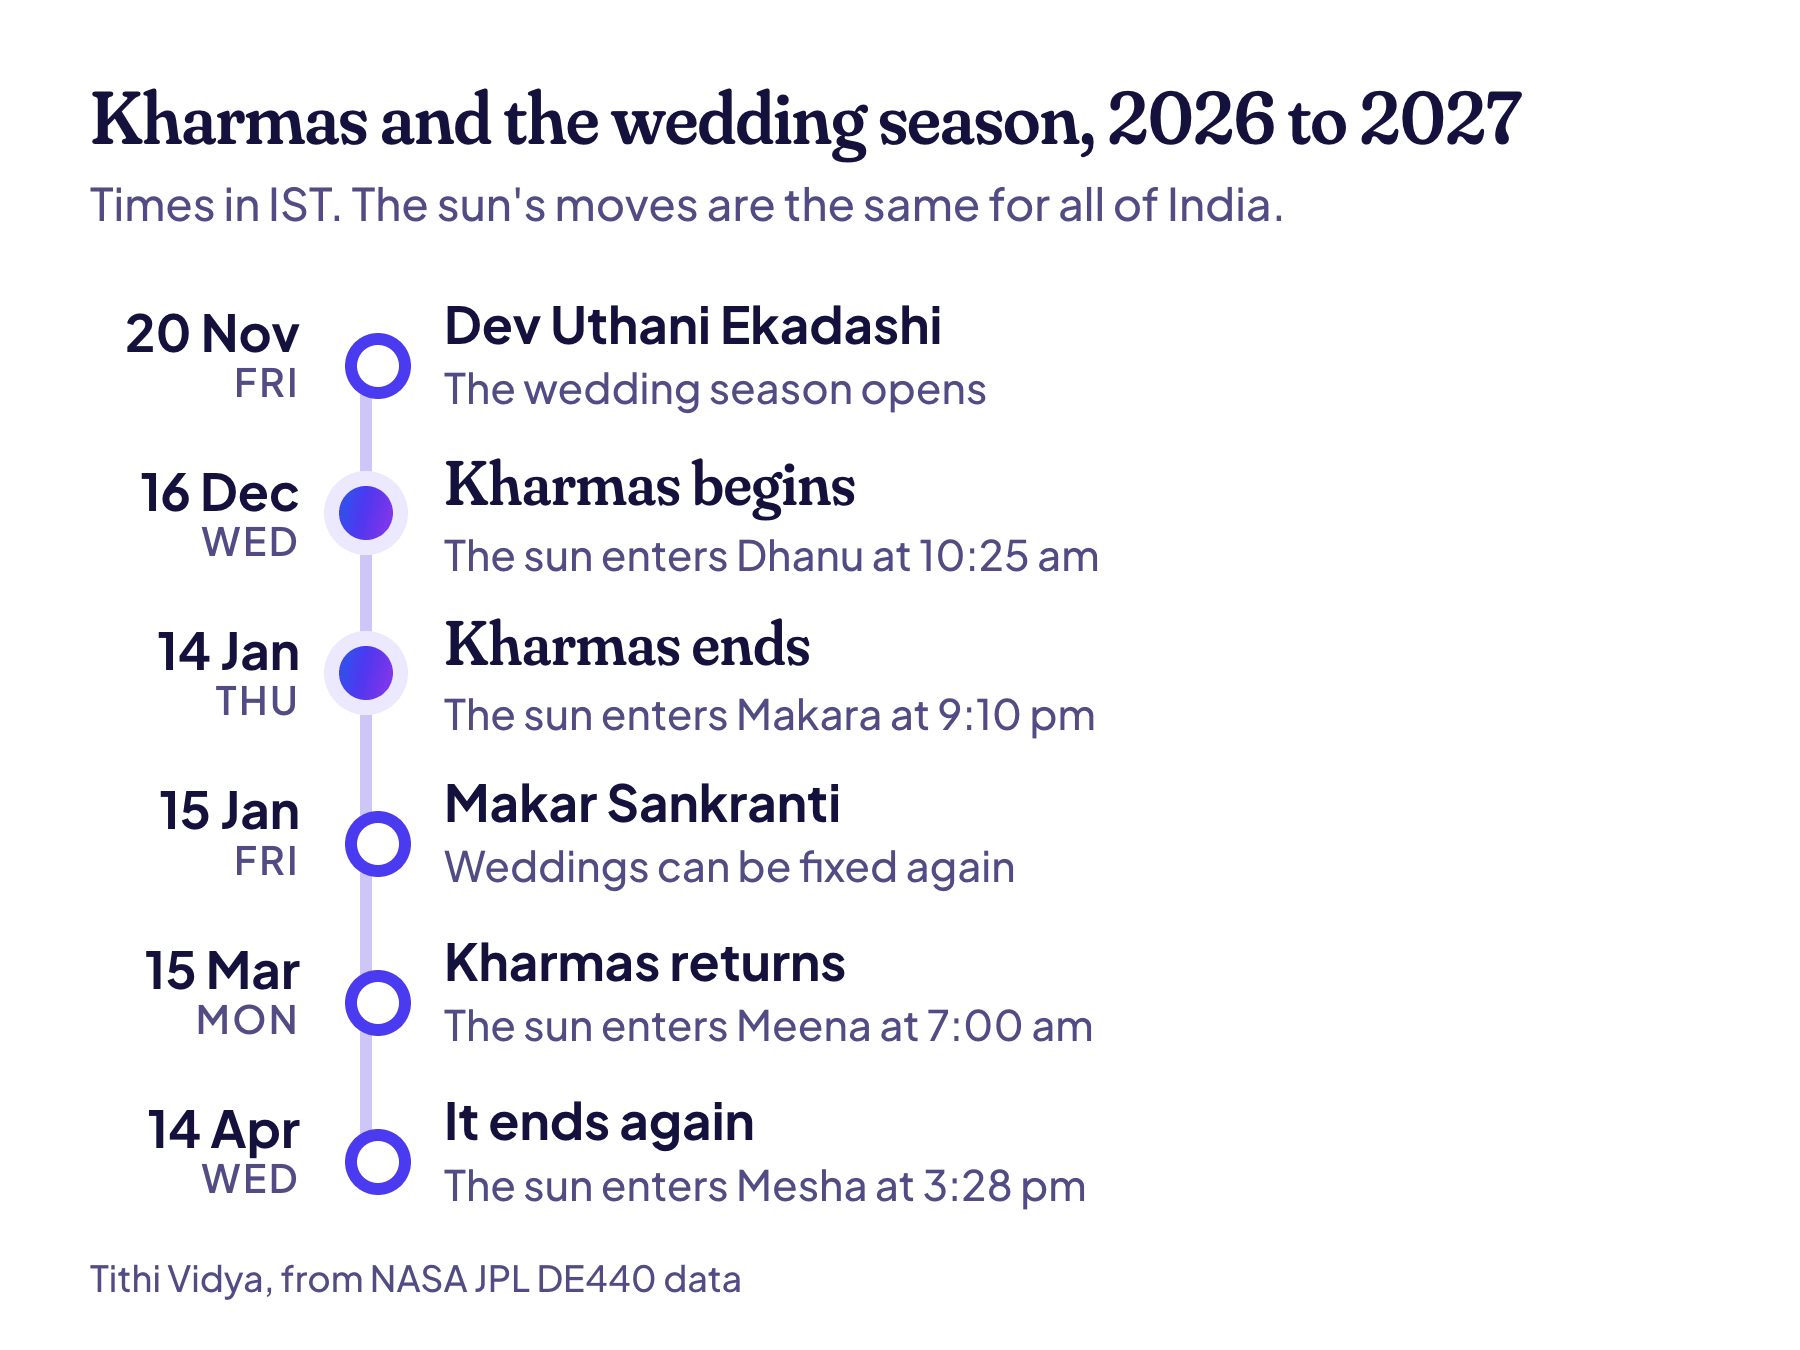 Kharmas and the wedding season, 2026 to 2027
Times in IST. The sun's moves are the same for all of India.
20 Nov
FRI
Dev Uthani Ekadashi
The wedding season opens
16 Dec
WED
Kharmas begins
The sun enters Dhanu at 10:25 am
14 Jan
THU
Kharmas ends
The sun enters Makara at 9:10 pm
15 Jan
FRI
Makar Sankranti
Weddings can be fixed again
15 Mar
MON
Kharmas returns
The sun enters Meena at 7:00 am
14 Apr
WED
It ends again
The sun enters Mesha at 3:28 pm
Tithi Vidya, from NASA JPL DE440 data